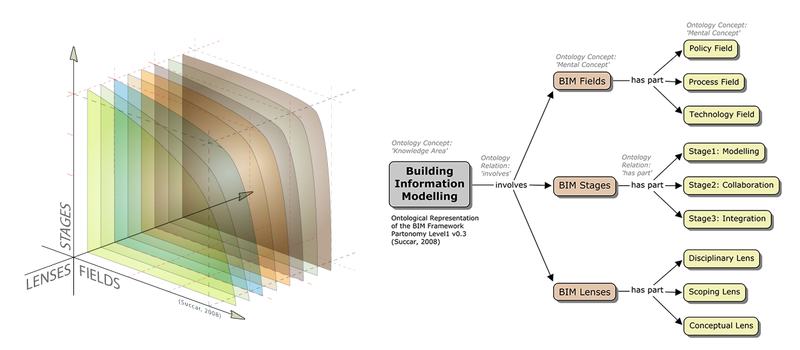 STAGES
LENSES
FIELDS
(Succar, 2008)
Ontology Concept:
'Knowledge Area'
Building
Information
Modelling
Ontological Representation
of the BIM Framework
Partonomy Level1 v0.3
(Succar, 2008)
Ontology
Relation:
'involves'
involves
Ontology Concept:
'Mental Concept'
BIM Fields
has part
Ontology Concept:
'Mental Concept'
Policy Field
Process Field
Technology Field
BIM Stages
Ontology
Relation:
'has part'
has part
Stage1: Modelling
Stage2: Collaboration
Stage3: Integration
BIM Lenses
has part
Disciplinary Lens
Scoping Lens
Conceptual Lens